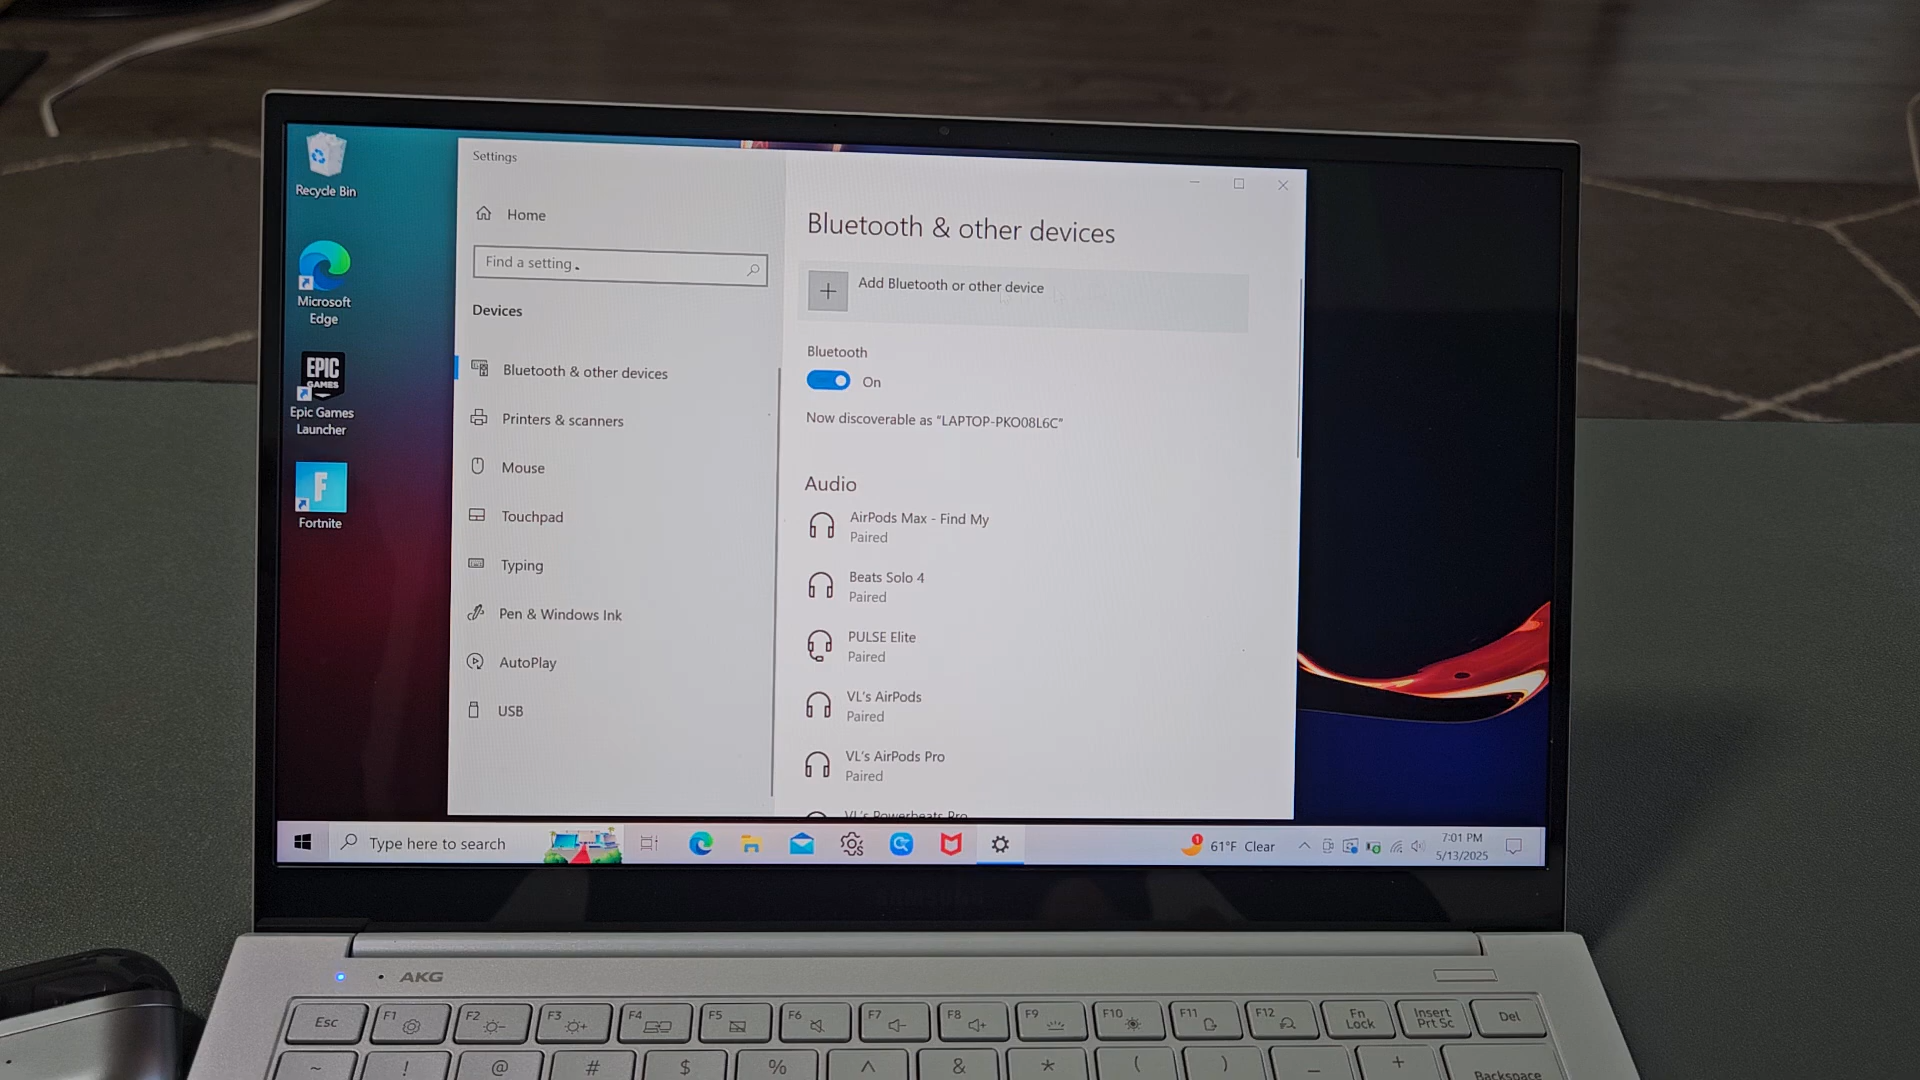 Recycle Bin
Microsoft
Edge
EPIC
GAMES
Epic Games
Launcher
F
Fortnite
Settings
Home
Find a setting
Devices
Bluetooth & other devices
Printers & scanners
Mouse
Touchpad
Typing
Pen & Windows Ink
AutoPlay
USB
Bluetooth & other devices
Add Bluetooth or other device
Bluetooth
On
Now discoverable as "LAPTOP-PKO08L6C"
Audio
AirPods Max - Find My
Paired
Beats Solo 4
Paired
PULSE Elite
Paired
VL's AirPods
Paired
VL's AirPods Pro
Paired
VL's Powerbeats Pro
Type here to search
1
61°F Clear
7:01 PM
5/13/2025
SAMSUNG
AKG
Esc
F1
F2
F3
F4
F5
F6
F7
F8
F9
F10
F11
F12
Fn
Lock
Insert
Prt Sc
Del
~
!
@
#
$
%
^
&
*
(
)
_
+
Backspace